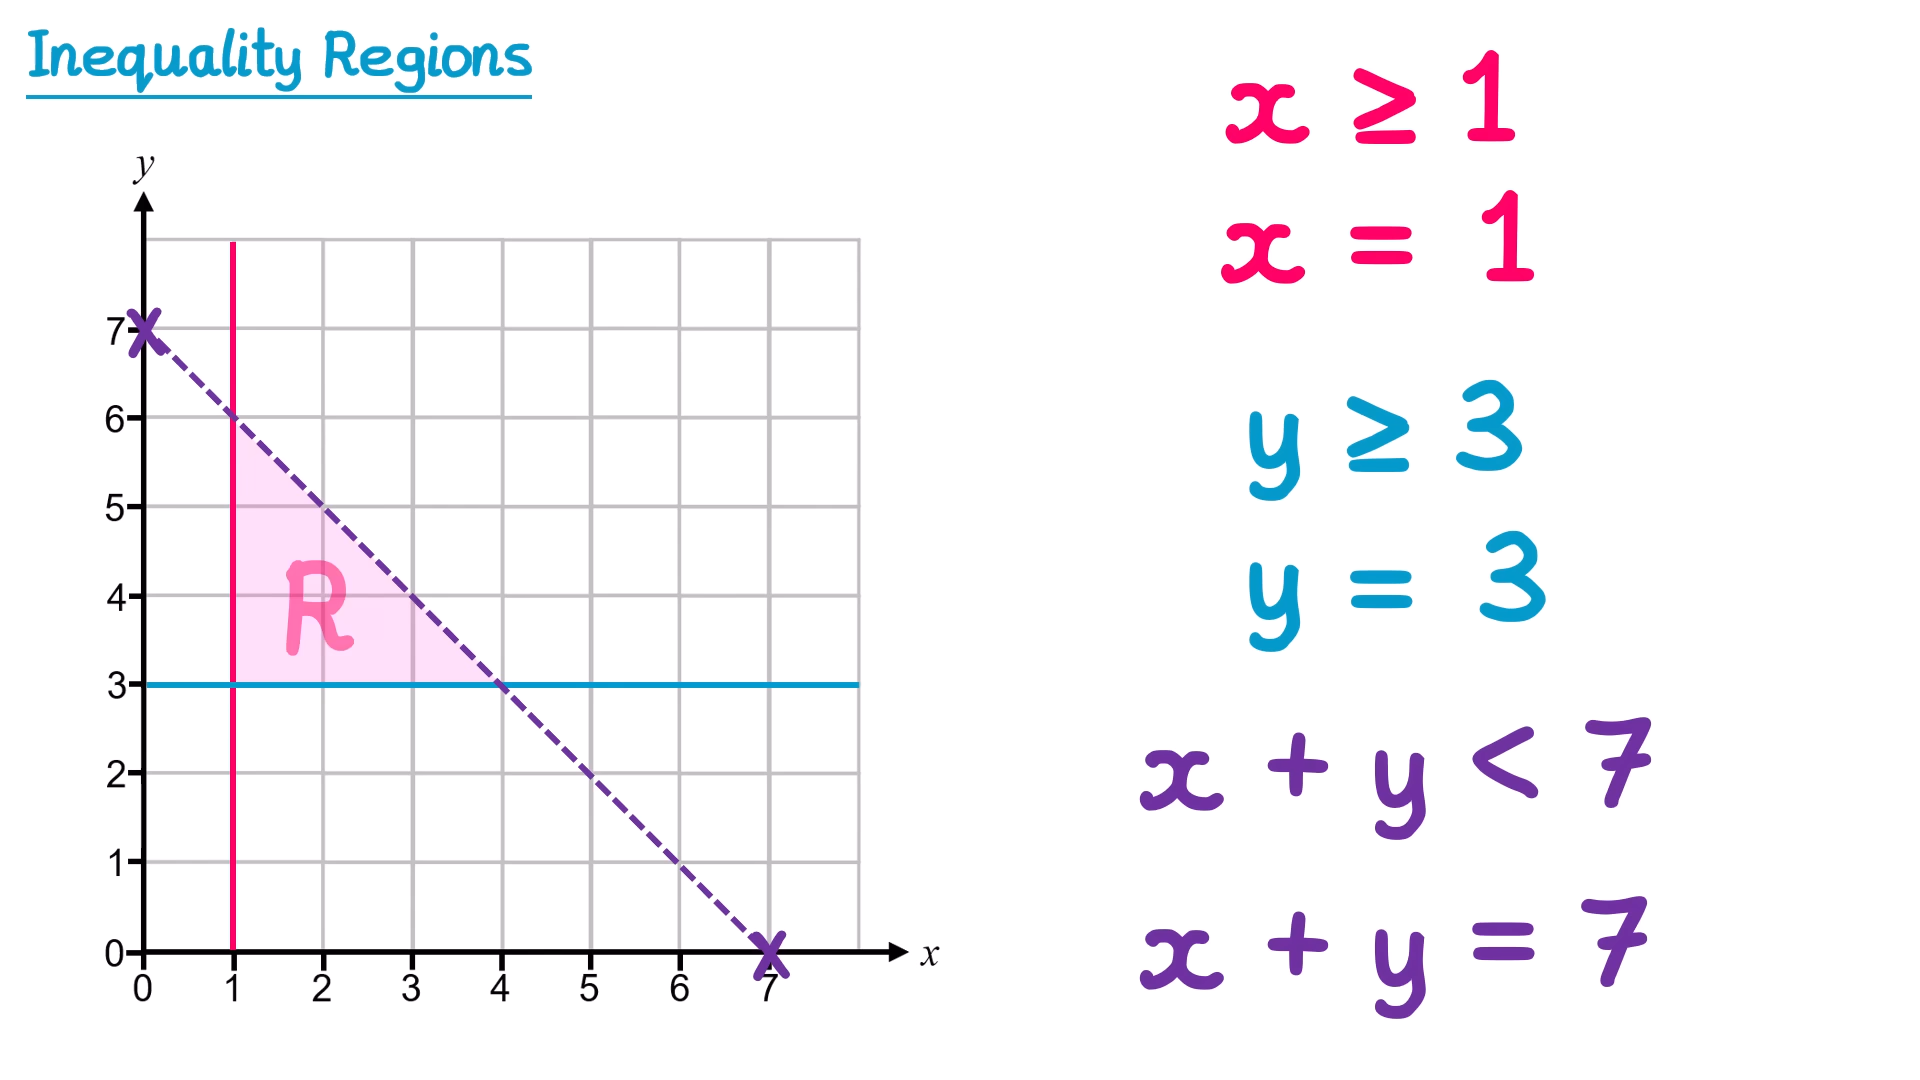 Inequality Regions
x ≥ 1
x = 1
y ≥ 3
y = 3
x + y < 7
x + y = 7
y
7
6
5
4
3
2
1
0
R
0 1 2 3 4 5 6 7
x